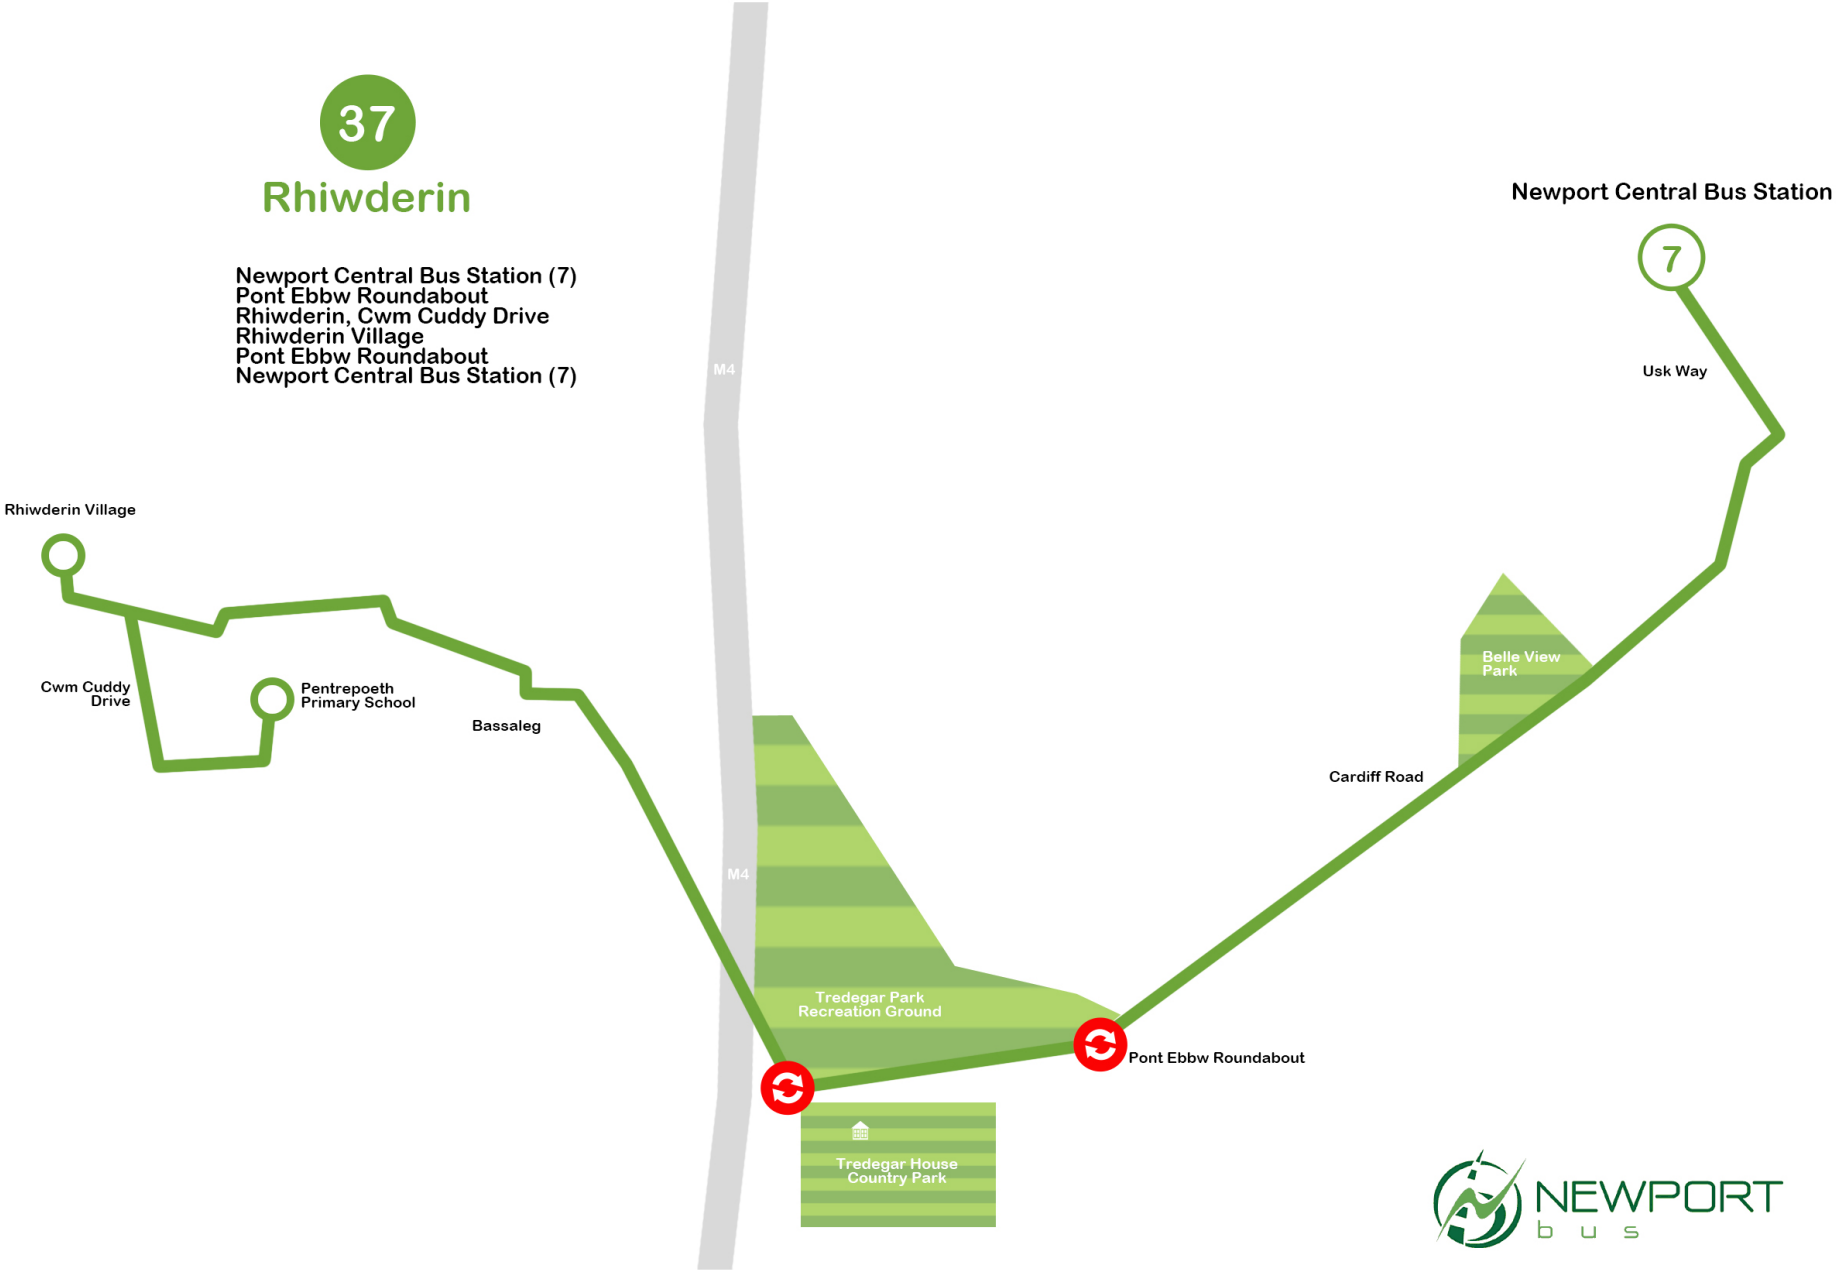 37
Rhiwderin
Newport Central Bus Station (7)
Pont Ebbw Roundabout
Rhiwderin, Cwm Cuddy Drive
Rhiwderin Village
Pont Ebbw Roundabout
Newport Central Bus Station (7)
Newport Central Bus Station
7
Usk Way
M4
Rhiwderin Village
Cwm Cuddy
Drive
Pentrepoeth
Primary School
Bassaleg
Belle View
Park
Cardiff Road
M4
Tredegar Park
Recreation Ground
Pont Ebbw Roundabout
Tredegar House
Country Park
NEWPORT
bus